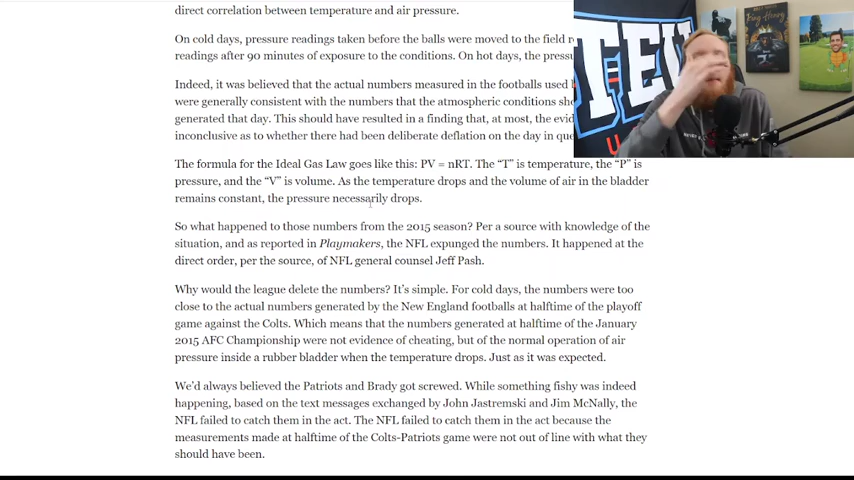 direct correlation between temperature and air pressure.
On cold days, pressure readings taken before the balls were moved to the field
readings after 90 minutes of exposure to the conditions. On hot days, the
Indeed, it was believed that the actual numbers measured in the footballs used
were generally consistent with the numbers that the atmospheric conditions
generated that day. This should have resulted in a finding that, at most, the
inconclusive as to whether there had been deliberate deflation on the day in
The formula for the Ideal Gas Law goes like this: PV = nRT. The “T” is temperature, the “P” is
pressure, and the “V” is volume. As the temperature drops and the volume of air in the bladder
remains constant, the pressure necessarily drops.
So what happened to those numbers from the 2015 season? Per a source with knowledge of the
situation, and as reported in Playmakers, the NFL expunged the numbers. It happened at the
direct order, per the source, of NFL general counsel Jeff Pash.
Why would the league delete the numbers? It’s simple. For cold days, the numbers were too
close to the actual numbers generated by the New England footballs at halftime of the playoff
game against the Colts. Which means that the numbers generated at halftime of the January
2015 AFC Championship were not evidence of cheating, but of the normal operation of air
pressure inside a rubber bladder when the temperature drops. Just as it was expected.
We’d always believed the Patriots and Brady got screwed. While something fishy was indeed
happening, based on the text messages exchanged by John Jastremski and Jim McNally, the
NFL failed to catch them in the act. The NFL failed to catch them in the act because the
measurements made at halftime of the Colts-Patriots game were not out of line with what they
should have been.
King Henry